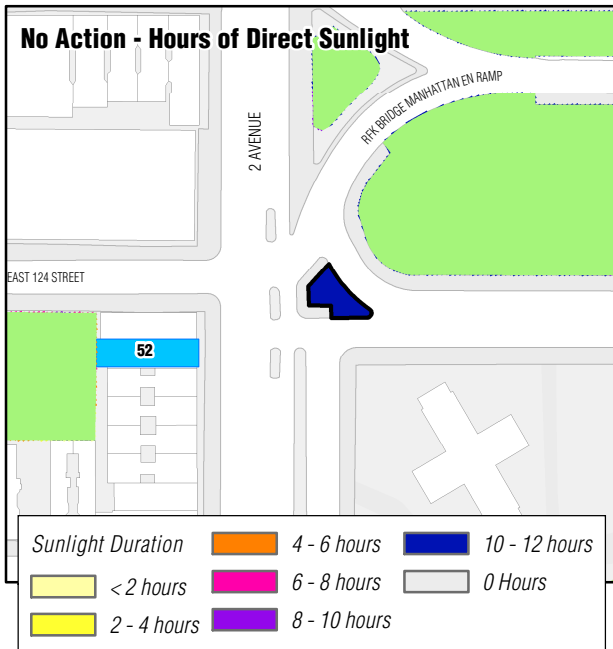 No Action - Hours of Direct Sunlight
2 AVENUE
RFK BRIDGE MANHATTAN EN RAMP
EAST 124 STREET
52
Sunlight Duration
< 2 hours
2 - 4 hours
4 - 6 hours
6 - 8 hours
8 - 10 hours
10 - 12 hours
0 Hours